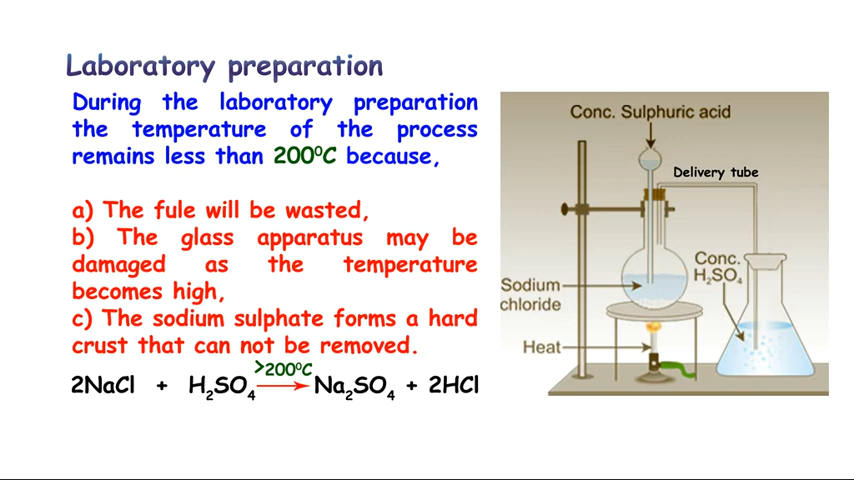 Laboratory preparation
During the laboratory preparation
the temperature of the process
remains less than 200⁰C because,
a) The fule will be wasted,
b) The glass apparatus may be
damaged as the temperature
becomes high,
c) The sodium sulphate forms a hard
crust that can not be removed.
>200⁰C
2NaCl + H₂SO₄ → Na₂SO₄ + 2HCl
Conc. Sulphuric acid
Delivery tube
Conc.
H₂SO₄
Sodium
chloride
Heat